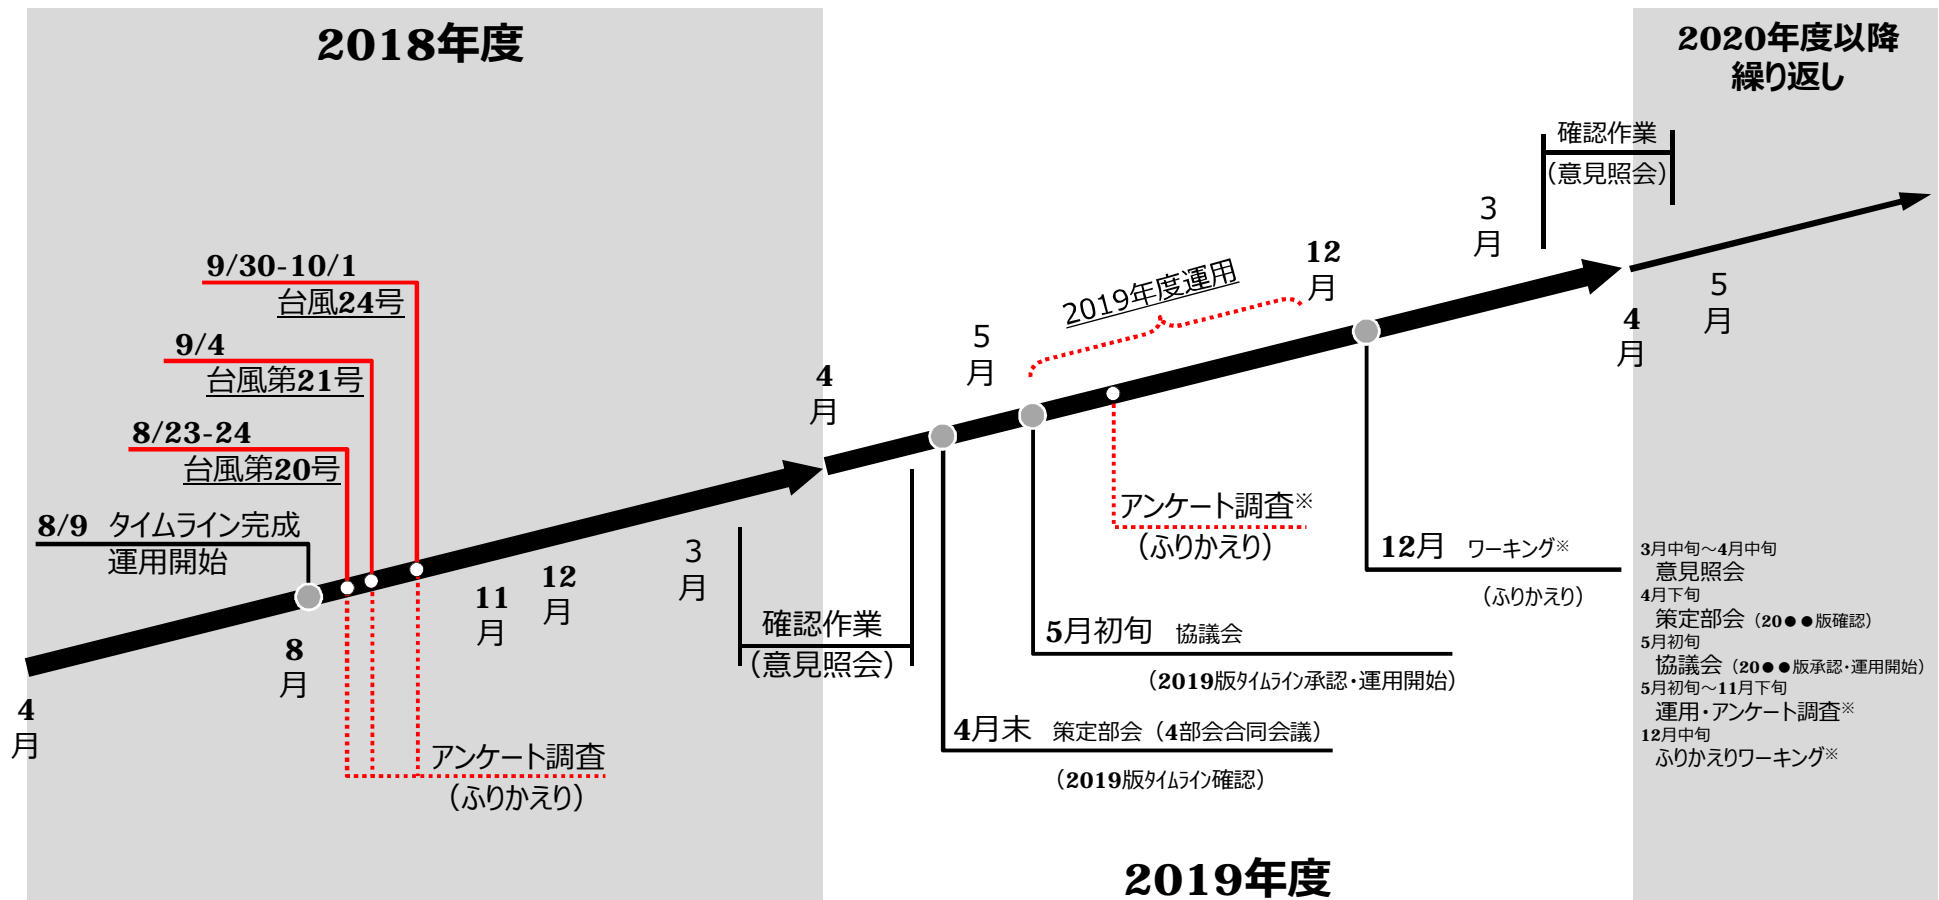 2018年度
9/30-10/1
台風24号
9/4
台風第21号
8/23-24
台風第20号
8/9 タイムライン完成
運用開始
4
月
8
月
11
月
12
月
3
月
アンケート調査
（ふりかえり）
確認作業
（意見照会）
4
月
5
月
2019年度運用
12
月
3
月
確認作業
（意見照会）
アンケート調査※
（ふりかえり）
12月 ワーキング※
（ふりかえり）
5月初旬 協議会
（2019版タイムライン承認・運用開始）
4月末 策定部会（4部会合同会議）
（2019版タイムライン確認）
2019年度
2020年度以降
繰り返し
4
月
5
月
3月中旬～4月中旬
意見照会
4月下旬
策定部会（20●●版確認）
5月初旬
協議会（20●●版承認・運用開始）
5月初旬～11月下旬
運用・アンケート調査※
12月中旬
ふりかえりワーキング※